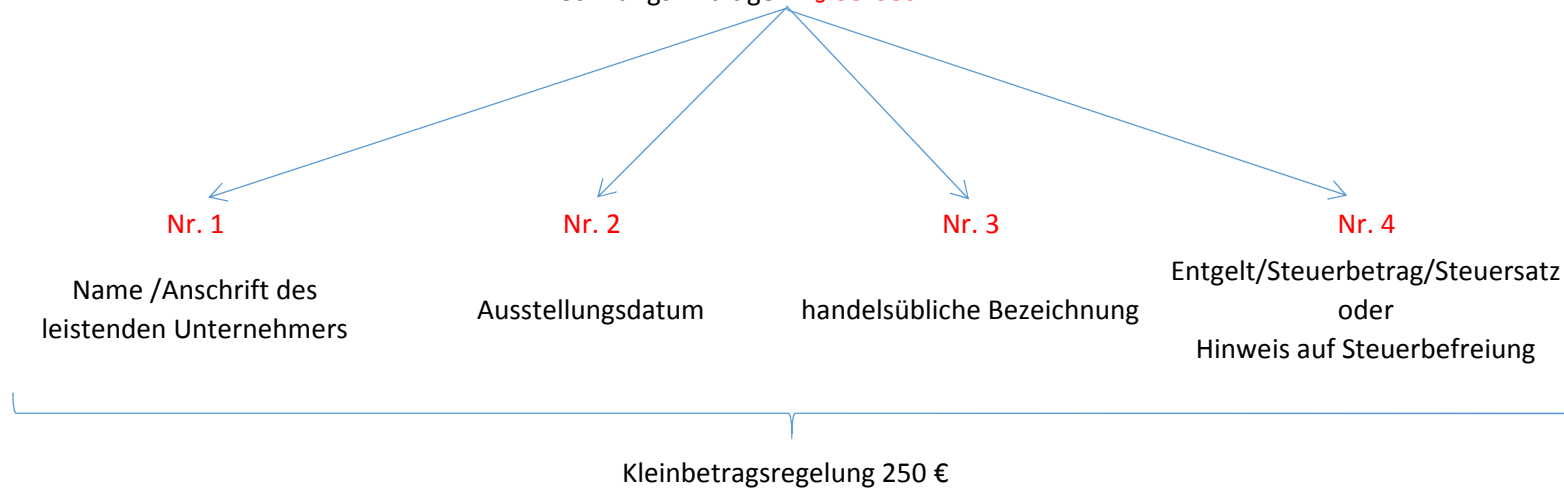 Nr. 1
Nr. 2
Nr. 3
Nr. 4
Name /Anschrift des
leistenden Unternehmers
Ausstellungsdatum
handelsübliche Bezeichnung
Entgelt/Steuerbetrag/Steuersatz
oder
Hinweis auf Steuerbefreiung
Kleinbetragsregelung 250 €